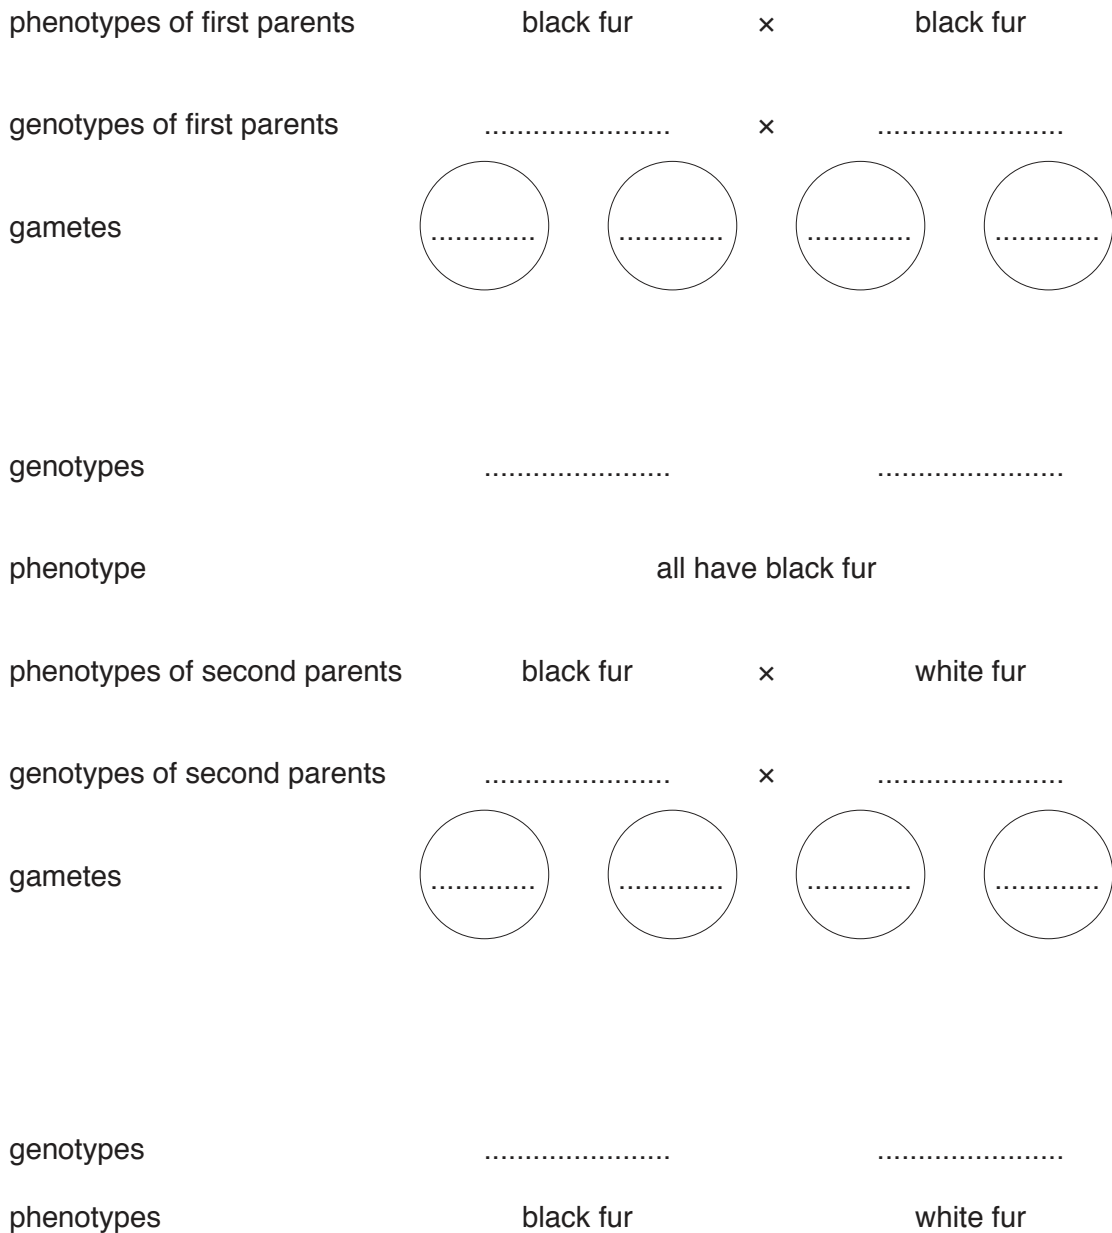 phenotypes of first parents black fur × black fur
genotypes of first parents ....................... × .......................
gametes ............. ............. ............. .............
genotypes ....................... .......................
phenotype all have black fur
phenotypes of second parents black fur × white fur
genotypes of second parents ....................... × .......................
gametes ............. ............. ............. .............
genotypes ....................... .......................
phenotypes black fur white fur